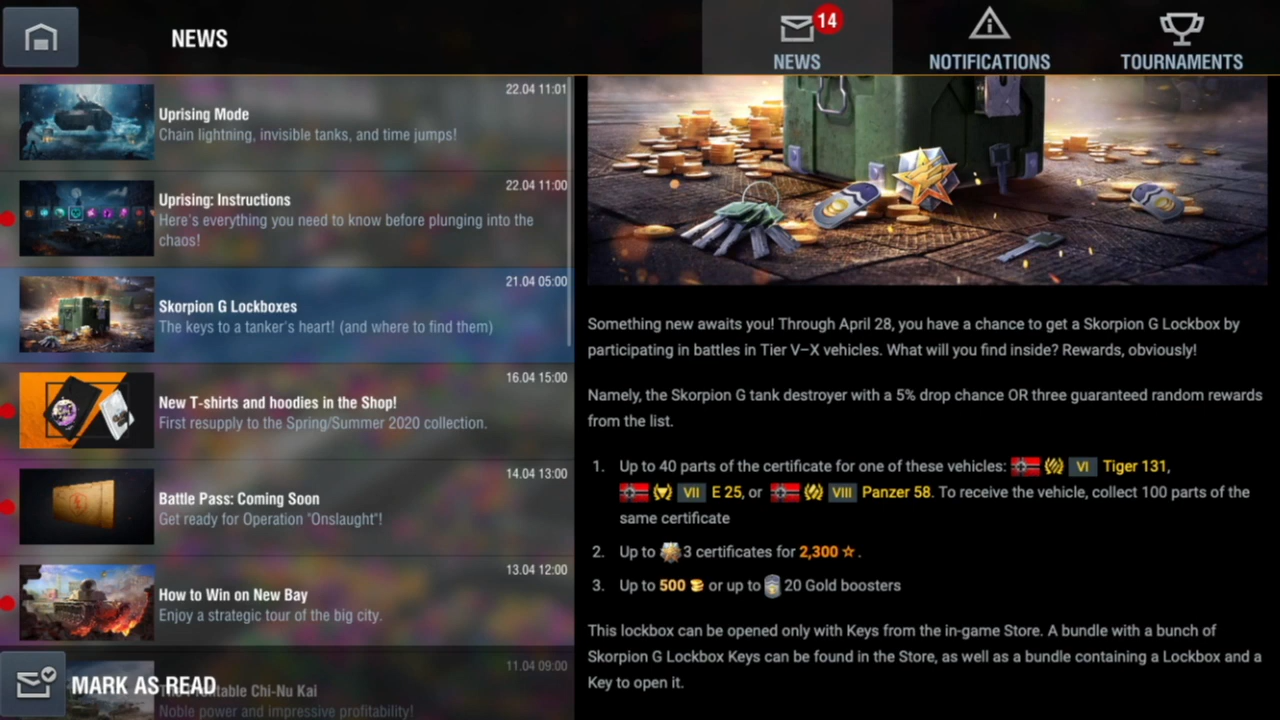 NEWS
14
NEWS
NOTIFICATIONS
TOURNAMENTS
22.04 11:01
Uprising Mode
Chain lightning, invisible tanks, and time jumps!
22.04 11:00
Uprising: Instructions
Here's everything you need to know before plunging into the
chaos!
21.04 05:00
Skorpion G Lockboxes
The keys to a tanker's heart! (and where to find them)
16.04 15:00
New T-shirts and hoodies in the Shop!
First resupply to the Spring/Summer 2020 collection.
14.04 13:00
Battle Pass: Coming Soon
Get ready for Operation "Onslaught"!
13.04 12:00
How to Win on New Bay
Enjoy a strategic tour of the big city.
11.04 09:00
MARK AS READ
Chi-Nu Kai
Noble power and impressive profitability!
Something new awaits you! Through April 28, you have a chance to get a Skorpion G Lockbox by
participating in battles in Tier V–X vehicles. What will you find inside? Rewards, obviously!
Namely, the Skorpion G tank destroyer with a 5% drop chance OR three guaranteed random rewards
from the list.
1. Up to 40 parts of the certificate for one of these vehicles: VI Tiger 131,
VII E 25, or VIII Panzer 58. To receive the vehicle, collect 100 parts of the
same certificate
2. Up to 3 certificates for 2,300 .
3. Up to 500 or up to 20 Gold boosters
This lockbox can be opened only with Keys from the in-game Store. A bundle with a bunch of
Skorpion G Lockbox Keys can be found in the Store, as well as a bundle containing a Lockbox and a
Key to open it.